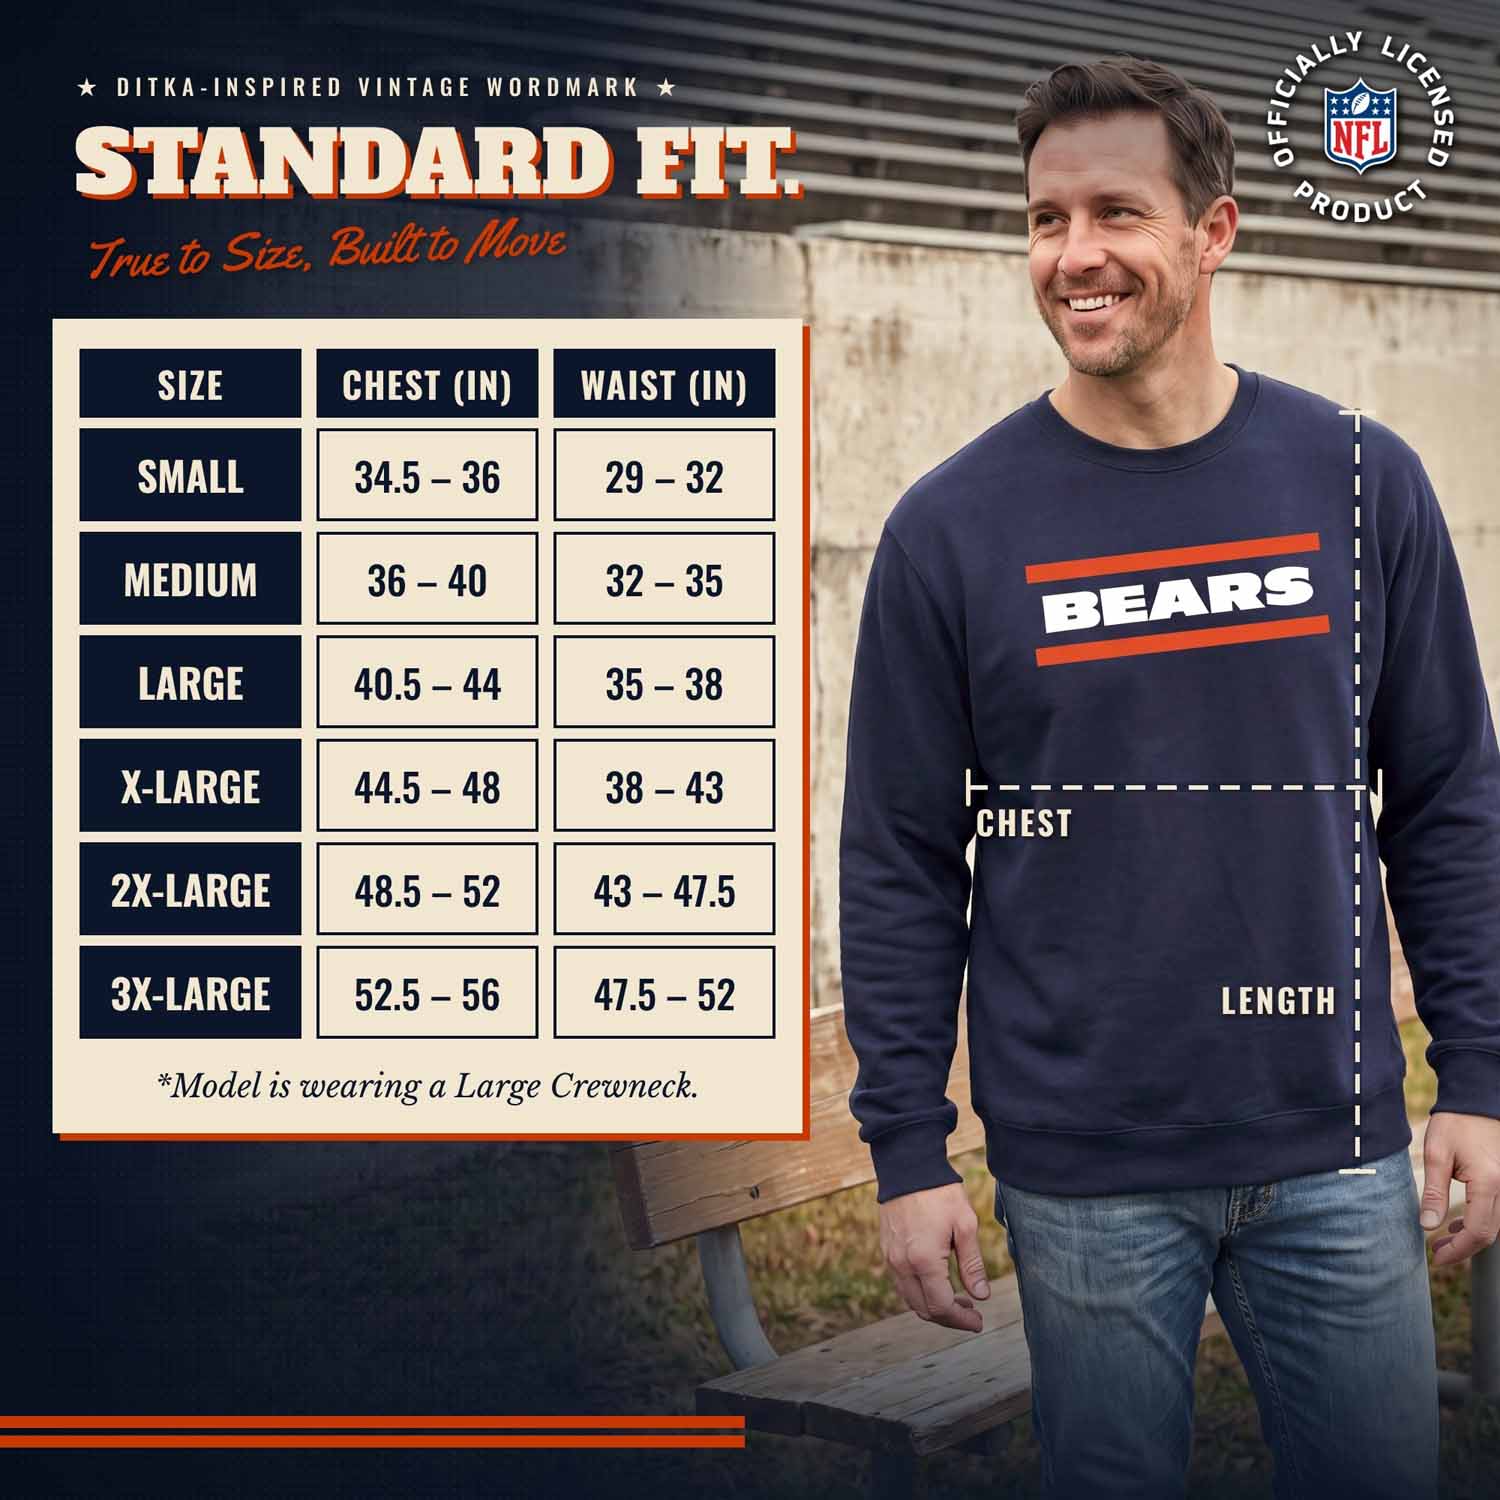 ★ DITKA-INSPIRED VINTAGE WORDMARK ★
STANDARD FIT.
True to Size, Built to Move
OFFICIALLY LICENSED PRODUCT
NFL
SIZE CHEST (IN) WAIST (IN)
SMALL 34.5 – 36 29 – 32
MEDIUM 36 – 40 32 – 35
LARGE 40.5 – 44 35 – 38
X-LARGE 44.5 – 48 38 – 43
2X-LARGE 48.5 – 52 43 – 47.5
3X-LARGE 52.5 – 56 47.5 – 52
*Model is wearing a Large Crewneck.
BEARS
CHEST
LENGTH